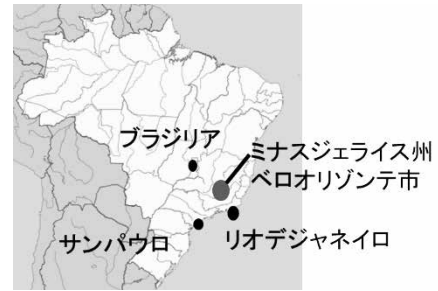 ブラジリア
ミナスジェライス州
ベロオリゾンテ市
サンパウロ
リオデジャネイロ